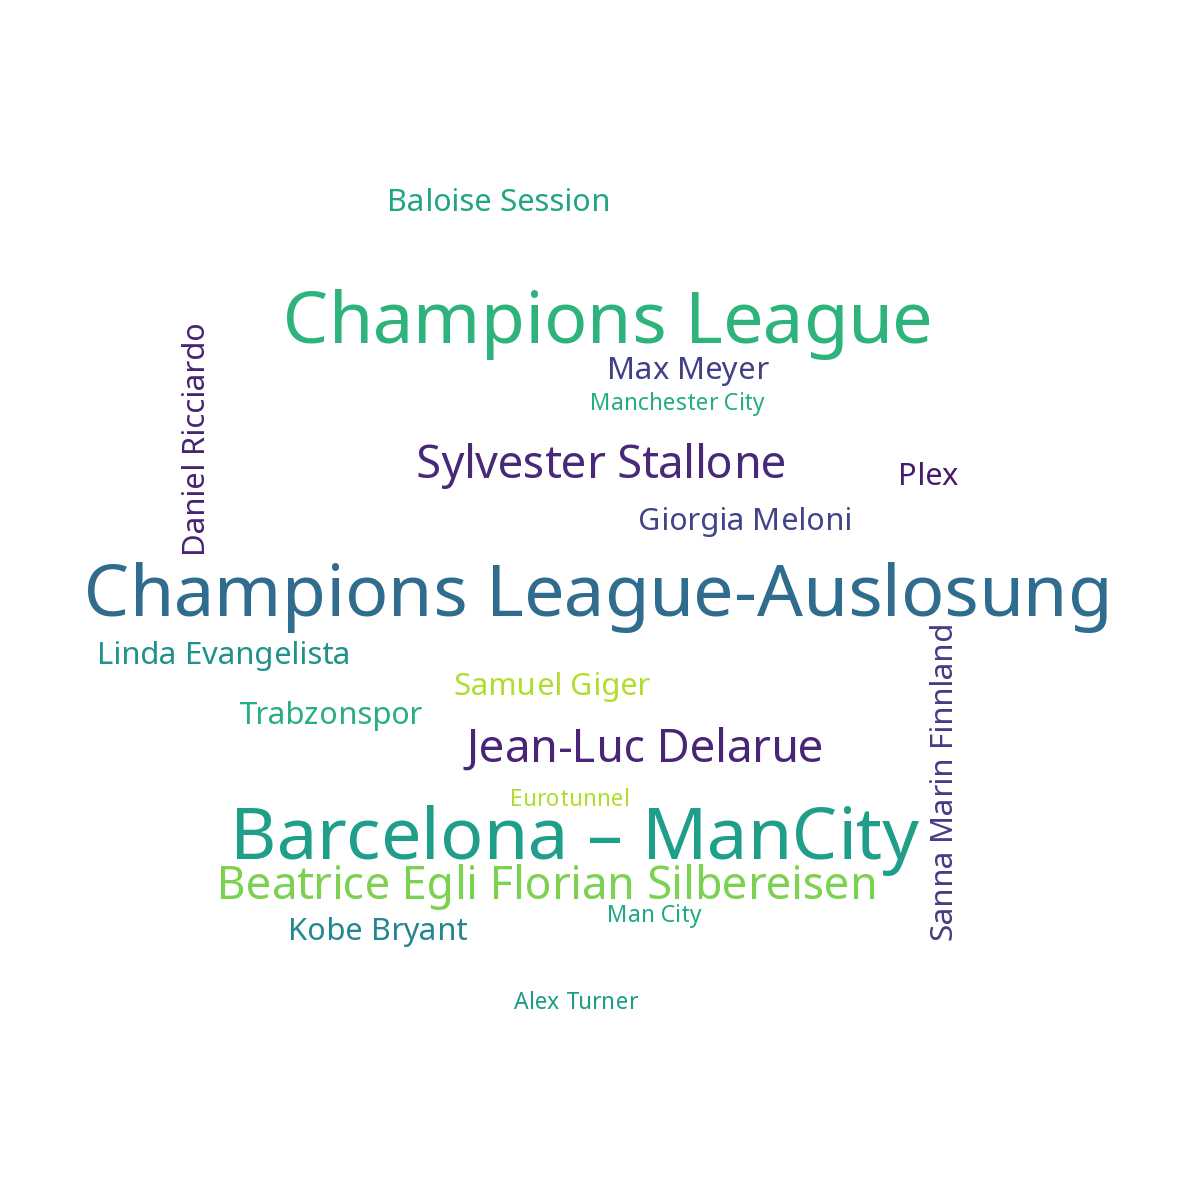 Baloise Session
Champions League
Daniel Ricciardo
Max Meyer
Manchester City
Sylvester Stallone
Plex
Giorgia Meloni
Champions League-Auslosung
Linda Evangelista
Sanna Marin Finnland
Samuel Giger
Trabzonspor
Jean-Luc Delarue
Eurotunnel
Barcelona – ManCity
Beatrice Egli Florian Silbereisen
Man City
Kobe Bryant
Alex Turner